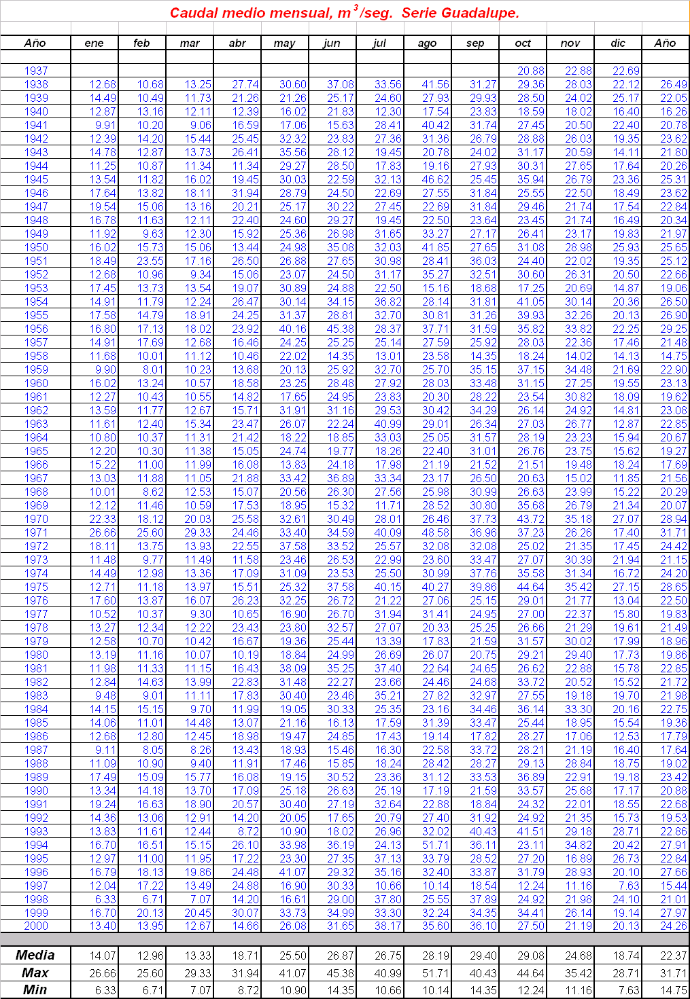 Caudal medio mensual, m³/seg. Serie Guadalupe.
Año ene feb mar abr may jun jul ago sep oct nov dic Año
1937 20.88 22.88 22.69
1938 12.68 10.68 13.25 27.74 30.60 37.08 33.56 41.56 31.27 29.36 28.03 22.12 26.49
1939 14.49 10.49 11.73 21.26 21.26 25.17 24.60 27.93 29.93 28.50 24.02 25.17 22.05
1940 12.87 13.16 12.11 12.39 16.02 21.83 12.30 17.54 23.83 18.59 18.02 16.40 16.26
1941 9.91 10.20 9.06 16.59 17.06 15.63 28.41 40.42 31.74 27.45 20.50 22.40 20.78
1942 12.39 14.20 15.44 25.45 32.32 23.83 27.36 31.36 26.79 28.88 26.03 19.35 23.62
1943 14.78 12.87 13.73 26.41 35.56 28.12 19.45 20.78 24.02 31.17 20.59 14.11 21.80
1944 11.25 10.87 11.34 11.34 29.27 28.50 17.83 19.16 27.93 30.31 27.65 17.64 20.26
1945 13.54 11.82 16.02 19.45 30.03 22.59 32.13 46.62 25.45 35.94 26.79 23.36 25.31
1946 17.64 13.82 18.11 31.94 28.79 24.50 22.69 27.55 31.84 25.55 22.50 18.49 23.62
1947 19.54 15.06 13.16 20.21 25.17 30.22 27.45 22.69 31.84 29.46 21.74 17.54 22.84
1948 16.78 11.63 12.11 22.40 24.60 29.27 19.45 22.50 23.64 23.45 21.74 16.49 20.34
1949 11.92 9.63 12.30 15.92 25.36 26.98 31.65 33.27 27.17 26.41 23.17 19.83 21.97
1950 16.02 15.73 15.06 13.44 24.98 35.08 32.03 41.85 27.65 31.08 28.98 25.93 25.65
1951 18.49 23.55 17.16 26.50 26.88 27.65 30.98 28.41 36.03 24.40 22.02 19.35 25.12
1952 12.68 10.96 9.34 15.06 23.07 24.50 31.17 35.27 32.51 30.60 26.31 20.50 22.66
1953 17.45 13.73 13.54 19.07 30.89 24.88 22.50 15.16 18.68 17.25 20.69 14.87 19.06
1954 14.91 11.79 12.24 26.47 30.14 34.15 36.82 28.14 31.81 41.05 30.14 20.36 26.50
1955 17.58 14.79 18.91 24.25 31.37 28.81 32.70 30.81 31.26 39.93 32.26 20.13 26.90
1956 16.80 17.13 18.02 23.92 40.16 45.38 28.37 37.71 31.59 35.82 33.82 22.25 29.25
1957 14.91 17.69 12.68 16.46 24.25 25.25 25.14 27.59 25.92 28.03 22.36 17.46 21.48
1958 11.68 10.01 11.12 10.46 22.02 14.35 13.01 23.58 14.35 18.24 14.02 14.13 14.75
1959 9.90 8.01 10.23 13.68 20.13 25.92 32.70 25.70 35.15 37.15 34.48 21.69 22.90
1960 16.02 13.24 10.57 18.58 23.25 28.48 27.92 28.03 33.48 31.15 27.25 19.55 23.13
1961 12.27 10.43 10.55 14.82 17.65 24.95 23.83 20.30 28.22 23.54 30.82 18.09 19.62
1962 13.59 11.77 12.67 15.71 31.91 31.16 29.53 30.42 34.29 26.14 24.92 14.81 23.08
1963 11.61 12.40 15.34 23.47 26.07 22.24 40.99 29.01 26.34 27.03 26.77 12.87 22.85
1964 10.80 10.37 11.31 21.42 18.22 18.85 33.03 25.05 31.57 28.19 23.23 15.94 20.67
1965 12.20 10.30 11.38 15.05 24.74 19.77 18.26 22.40 31.01 26.76 23.75 15.62 19.27
1966 15.22 11.00 11.99 16.08 13.83 24.18 17.98 21.19 21.52 21.51 19.48 18.24 17.69
1967 13.03 11.88 11.05 21.88 33.42 36.89 33.34 23.17 26.50 20.63 15.02 11.85 21.56
1968 10.01 8.62 12.53 15.07 20.56 26.30 27.56 25.98 30.99 26.63 23.99 15.22 20.29
1969 12.12 11.46 10.59 17.53 18.95 15.32 11.71 28.52 30.80 35.68 26.79 21.34 20.07
1970 22.33 18.12 20.03 25.58 32.61 30.49 28.01 26.46 37.73 43.72 35.18 27.07 28.94
1971 26.66 25.60 29.33 24.46 33.40 34.59 40.09 48.58 36.96 37.23 26.26 17.40 31.71
1972 18.11 13.75 13.93 22.55 37.58 33.52 25.57 32.08 32.08 25.02 21.35 17.45 24.42
1973 11.48 9.77 11.49 11.58 23.46 26.53 22.99 23.60 33.47 27.07 30.39 21.94 21.15
1974 14.49 12.98 13.36 17.09 31.09 23.53 25.50 30.99 37.76 35.58 31.34 16.72 24.20
1975 12.71 11.18 13.97 15.51 25.32 37.58 40.15 40.27 39.86 44.64 35.42 27.15 28.65
1976 17.60 13.87 16.07 26.23 32.25 26.72 21.22 27.06 25.15 29.01 21.77 13.04 22.50
1977 10.52 10.37 9.30 10.65 16.90 26.70 31.94 31.41 24.95 27.00 22.37 15.80 19.83
1978 13.27 12.34 12.22 23.43 23.80 32.57 27.07 20.33 25.25 26.66 21.29 19.61 21.49
1979 12.58 10.70 10.42 16.67 19.36 25.44 13.39 17.83 21.59 31.57 30.02 17.99 18.96
1980 13.19 11.16 10.07 10.19 18.84 24.99 26.69 26.07 20.75 29.21 29.40 17.73 19.86
1981 11.98 11.33 11.15 16.43 38.09 35.25 37.40 22.64 24.65 26.62 22.88 15.78 22.85
1982 12.84 14.63 13.99 22.83 31.48 22.27 23.66 24.46 24.68 33.72 20.52 15.52 21.72
1983 9.48 9.01 11.11 17.83 30.40 23.46 35.21 27.82 32.97 27.55 19.18 19.70 21.98
1984 14.15 15.15 9.70 11.99 19.05 30.33 25.35 23.16 34.46 36.14 33.30 20.16 22.75
1985 14.06 11.01 14.48 13.07 21.16 16.13 17.59 31.39 33.47 25.44 18.95 15.54 19.36
1986 12.68 12.80 12.45 18.98 19.47 24.85 17.43 19.14 17.82 28.27 17.06 12.53 17.79
1987 9.11 8.05 8.26 13.43 18.93 15.46 16.30 22.58 33.72 28.21 21.19 16.40 17.64
1988 11.09 10.90 9.40 11.91 17.46 15.85 18.24 28.42 28.27 29.13 28.84 18.75 19.02
1989 17.49 15.09 15.77 16.08 19.15 30.52 23.36 31.12 33.53 36.89 22.91 19.18 23.42
1990 13.34 14.18 13.70 17.09 25.18 26.63 25.19 17.19 21.59 33.57 25.68 17.17 20.88
1991 19.24 16.63 18.90 20.57 30.40 27.19 32.64 22.88 18.84 24.32 22.01 18.55 22.68
1992 14.36 13.06 12.91 14.20 20.05 17.65 20.79 27.40 31.92 24.92 21.35 15.73 19.53
1993 13.83 11.61 12.44 8.72 10.90 18.02 26.96 32.02 40.43 41.51 29.18 28.71 22.86
1994 16.70 16.51 15.15 26.10 33.98 36.19 24.13 51.71 36.11 23.11 34.82 20.42 27.91
1995 12.97 11.00 11.95 17.22 23.30 27.35 37.13 33.79 28.52 27.20 16.89 26.73 22.84
1996 16.79 18.13 19.86 24.48 41.07 29.32 35.16 32.40 33.87 31.79 28.93 20.10 27.66
1997 12.04 17.22 13.49 24.88 16.90 30.33 10.66 10.14 18.54 12.24 11.16 7.63 15.44
1998 6.33 6.71 7.07 14.20 16.61 29.00 37.80 25.55 37.89 24.92 21.98 24.10 21.01
1999 16.70 20.13 20.45 30.07 33.73 34.99 33.30 32.24 34.35 34.41 26.14 19.14 27.97
2000 13.40 13.95 12.67 14.66 26.08 31.65 38.17 35.60 36.10 27.50 21.19 20.13 24.26
Media 14.07 12.96 13.33 18.71 25.50 26.87 26.75 28.19 29.40 29.08 24.68 18.74 22.37
Max 26.66 25.60 29.33 31.94 41.07 45.38 40.99 51.71 40.43 44.64 35.42 28.71 31.71
Min 6.33 6.71 7.07 8.72 10.90 14.35 10.66 10.14 14.35 12.24 11.16 7.63 14.75